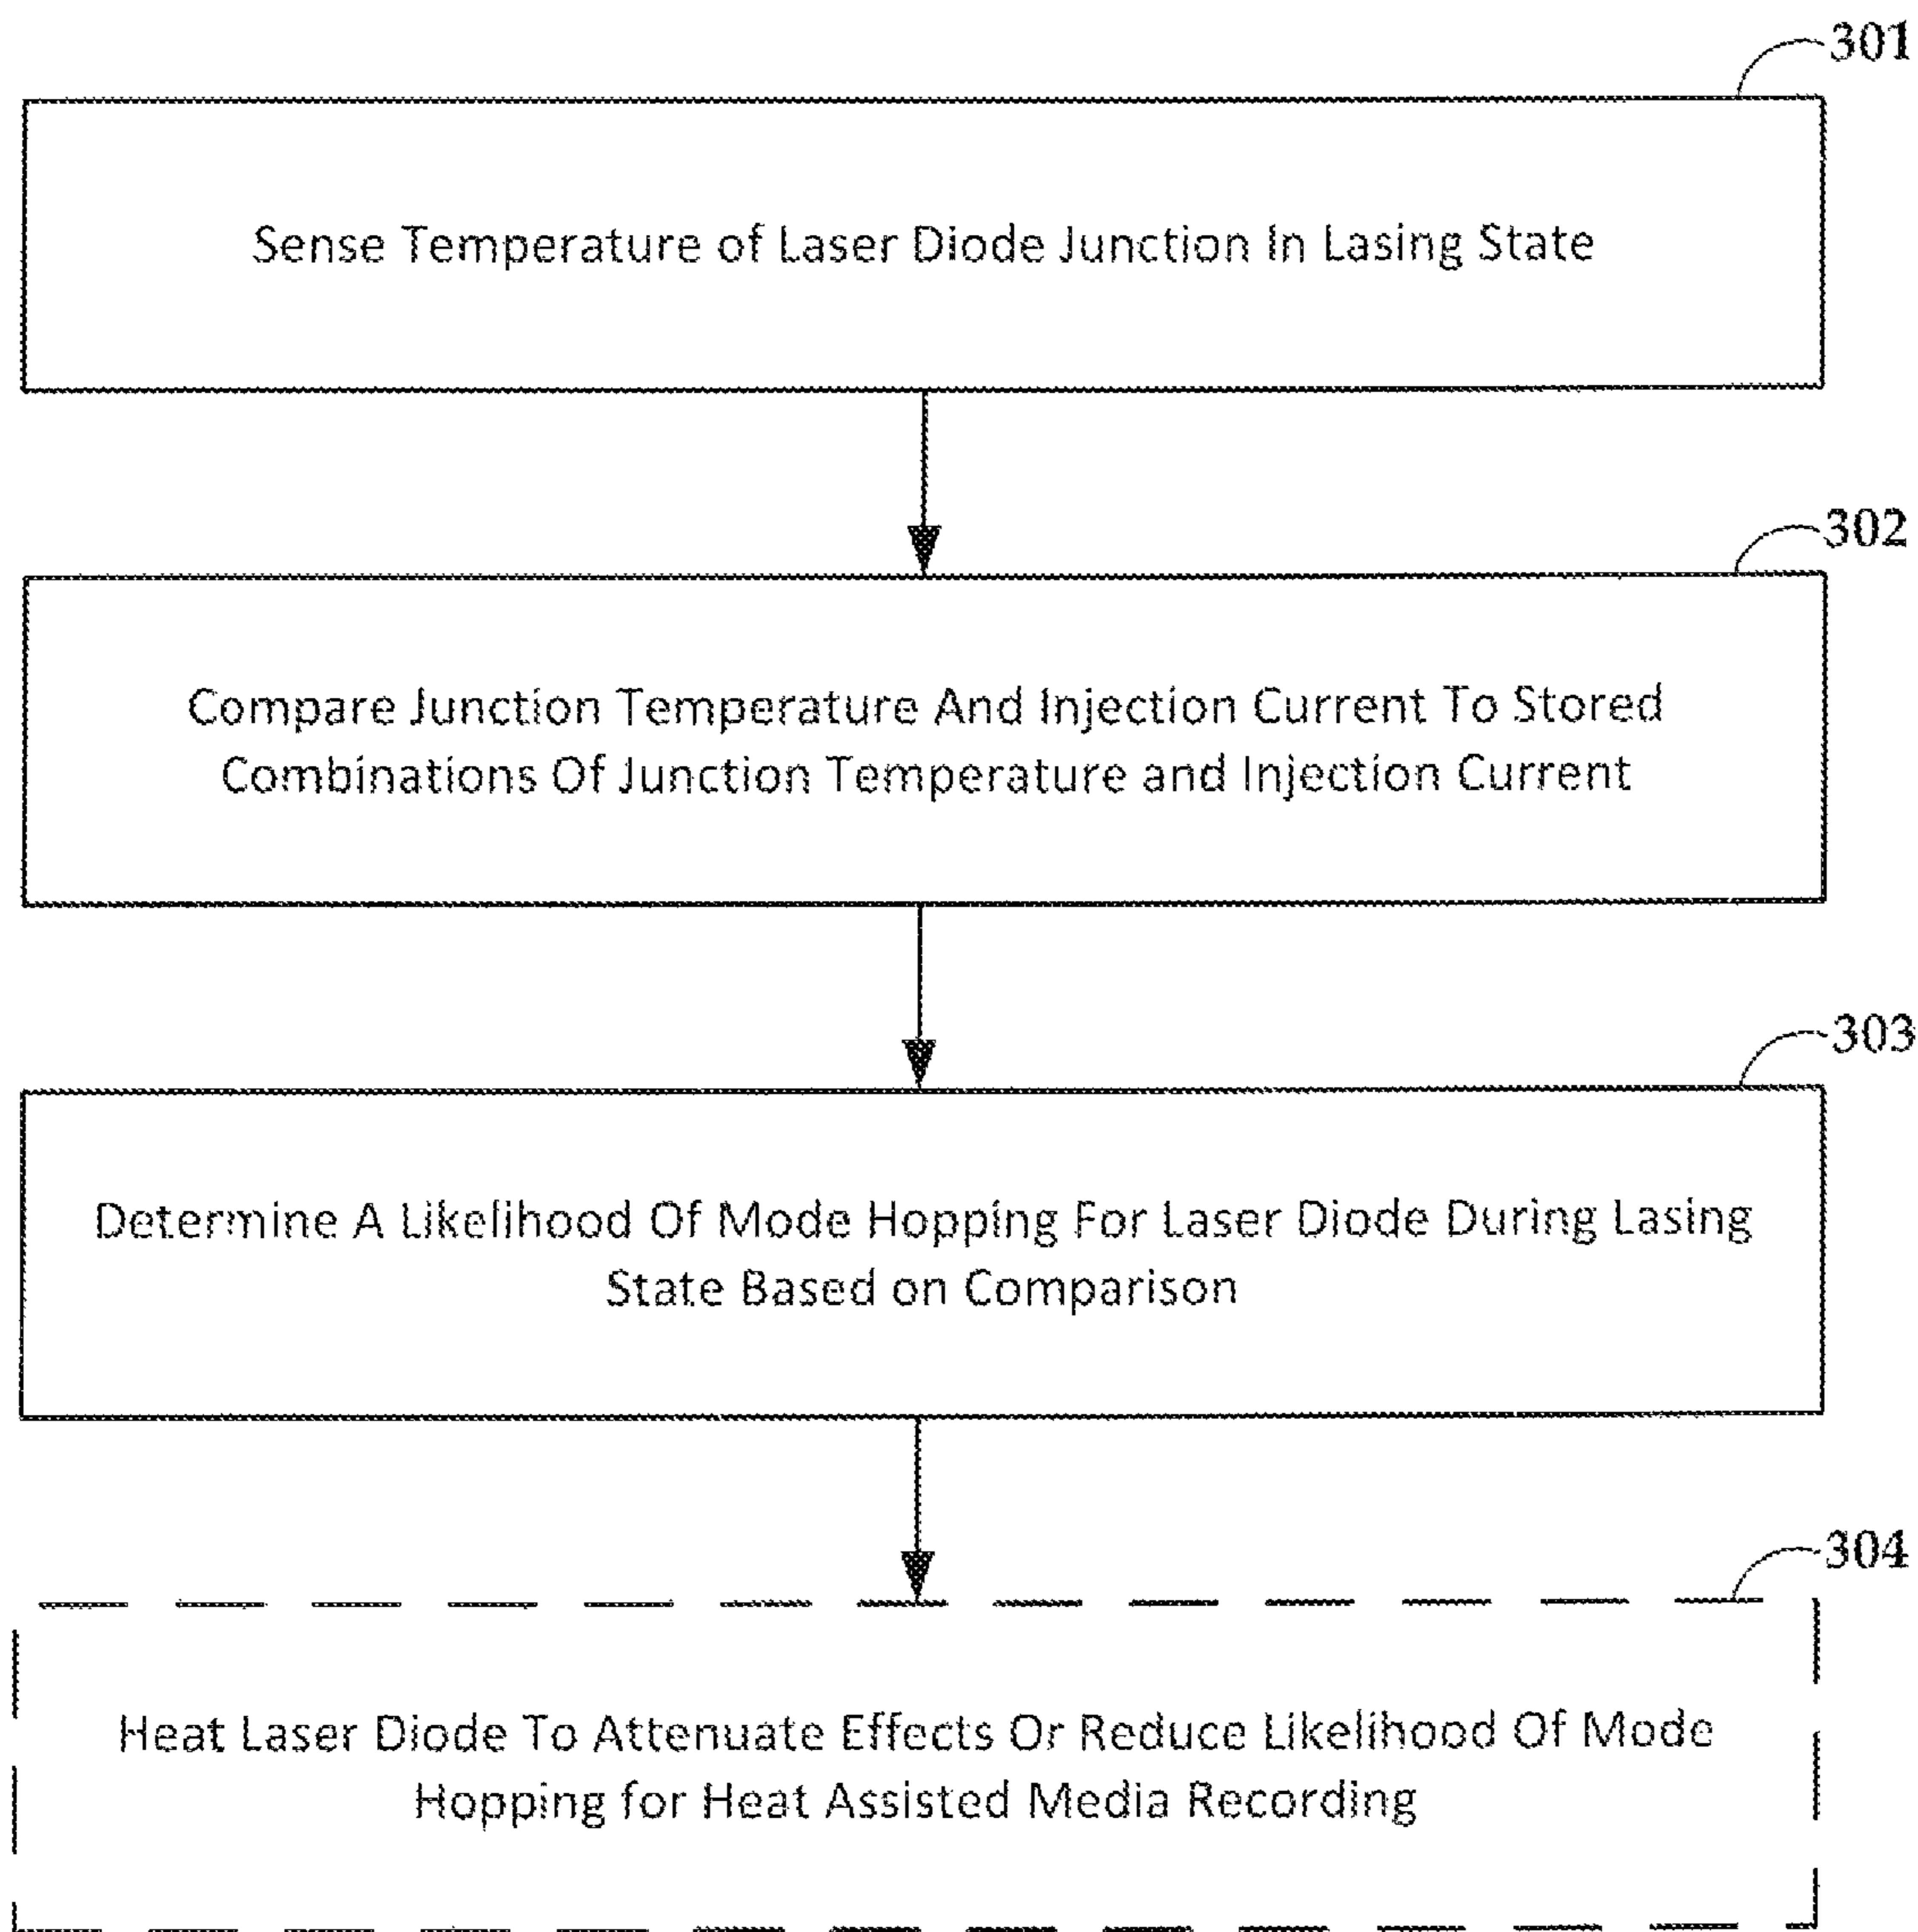 301
Sense Temperature of Laser Diode Junction In Lasing State
302
Compare Junction Temperature And Injection Current To Stored
Combinations Of Junction Temperature and Injection Current
303
Determine A Likelihood Of Mode Hopping For Laser Diode During Lasing
State Based on Comparison
304
Heat Laser Diode To Attenuate Effects Or Reduce Likelihood Of Mode
Hopping for Heat Assisted Media Recording